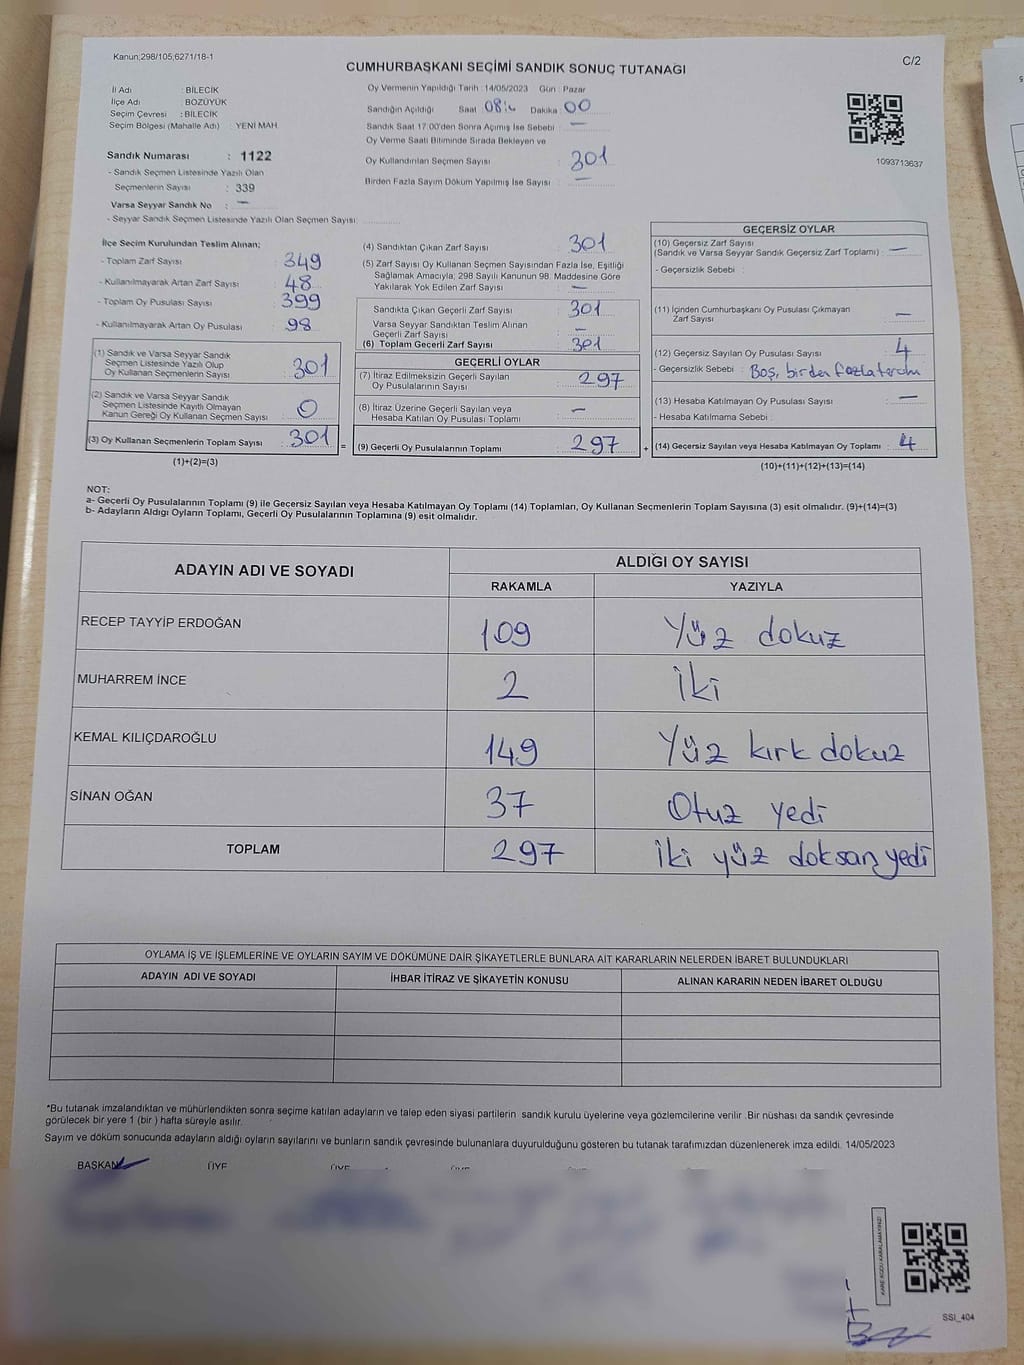 Kanun;298/105;6271/18-1
C/2
CUMHURBAŞKANI SEÇİMİ SANDIK SONUÇ TUTANAĞI
İl Adı : BİLECİK
İlçe Adı : BOZÜYÜK
Seçim Çevresi : BİLECİK
Seçim Bölgesi (Mahalle Adı) : YENİ MAH.
Sandık Numarası : 1122
- Sandık Seçmen Listesinde Yazılı Olan
Seçmenlerin Sayısı : 339
Varsa Seyyar Sandık No : —
- Seyyar Sandık Seçmen Listesinde Yazılı Olan Seçmen Sayısı :
Oy Vermenin Yapıldığı Tarih : 14/05/2023 Gün : Pazar
Sandığın Açıldığı Saat Dakika 00
Sandık Saat 17:00'den Sonra Açılmış İse Sebebi : —
Oy Verme Saati Bitiminde Sırada Bekleyen ve
Oy Kullandırılan Seçmen Sayısı : 301
Birden Fazla Sayım Döküm Yapılmış İse Sayısı : —
1093713637
İlçe Seçim Kurulundan Teslim Alınan;
- Toplam Zarf Sayısı : 349
- Kullanılmayarak Artan Zarf Sayısı : 48
- Toplam Oy Pusulası Sayısı : 399
- Kullanılmayarak Artan Oy Pusulası : 98
(1) Sandık ve Varsa Seyyar Sandık
Seçmen Listesinde Yazılı Olup
Oy Kullanan Seçmenlerin Sayısı : 301
(2) Sandık ve Varsa Seyyar Sandık
Seçmen Listesinde Kayıtlı Olmayan
Kanun Gereği Oy Kullanan Seçmen Sayısı : 0
(3) Oy Kullanan Seçmenlerin Toplam Sayısı : 301
(1)+(2)=(3)
(4) Sandıktan Çıkan Zarf Sayısı : 301
(5) Zarf Sayısı Oy Kullanan Seçmen Sayısından Fazla İse, Eşitliği
Sağlamak Amacıyla; 298 Sayılı Kanunun 98. Maddesine Göre
Yakılarak Yok Edilen Zarf Sayısı : —
Sandıkta Çıkan Geçerli Zarf Sayısı : 301
Varsa Seyyar Sandıktan Teslim Alınan
Geçerli Zarf Sayısı : —
(6) Toplam Geçerli Zarf Sayısı : 301
GEÇERLİ OYLAR
(7) İtiraz Edilmeksizin Geçerli Sayılan
Oy Pusulalarının Sayısı : 297
(8) İtiraz Üzerine Geçerli Sayılan veya
Hesaba Katılan Oy Pusulası Toplamı : —
= (9) Geçerli Oy Pusulalarının Toplamı : 297
GEÇERSİZ OYLAR
(10) Geçersiz Zarf Sayısı
(Sandık ve Varsa Seyyar Sandık Geçersiz Zarf Toplamı) : —
- Geçersizlik Sebebi :
(11) İçinden Cumhurbaşkanı Oy Pusulası Çıkmayan
Zarf Sayısı : —
(12) Geçersiz Sayılan Oy Pusulası Sayısı : 4
- Geçersizlik Sebebi : Boş, birden fazla tercih
(13) Hesaba Katılmayan Oy Pusulası Sayısı : —
- Hesaba Katılmama Sebebi :
+ (14) Geçersiz Sayılan veya Hesaba Katılmayan Oy Toplamı : 4
(10)+(11)+(12)+(13)=(14)
NOT:
a- Geçerli Oy Pusulalarının Toplamı (9) ile Geçersiz Sayılan veya Hesaba Katılmayan Oy Toplamı (14) Toplamları, Oy Kullanan Seçmenlerin Toplam Sayısına (3) eşit olmalıdır. (9)+(14)=(3)
b- Adayların Aldığı Oyların Toplamı, Geçerli Oy Pusulalarının Toplamına (9) eşit olmalıdır.
ADAYIN ADI VE SOYADI ALDIĞI OY SAYISI
RAKAMLA YAZIYLA
RECEP TAYYİP ERDOĞAN 109 Yüz dokuz
MUHARREM İNCE 2 İki
KEMAL KILIÇDAROĞLU 149 Yüz kırk dokuz
SİNAN OĞAN 37 Otuz yedi
TOPLAM 297 İki yüz doksan yedi
OYLAMA İŞ VE İŞLEMLERİNE VE OYLARIN SAYIM VE DÖKÜMÜNE DAİR ŞİKAYETLERLE BUNLARA AİT KARARLARIN NELERDEN İBARET BULUNDUKLARI
ADAYIN ADI VE SOYADI İHBAR İTİRAZ VE ŞİKAYETİN KONUSU ALINAN KARARIN NEDEN İBARET OLDUĞU
*Bu tutanak imzalandıktan ve mühürlendikten sonra seçime katılan adayların ve talep eden siyasi partilerin sandık kurulu üyelerine veya gözlemcilerine verilir .Bir nüshası da sandık çevresinde
görülecek bir yere 1 (bir ) hafta süreyle asılır.
Sayım ve döküm sonucunda adayların aldığı oyların sayılarını ve bunların sandık çevresinde bulunanlara duyurulduğunu gösteren bu tutanak tarafımızdan düzenlenerek imza edildi. 14/05/2023
BAŞKAN ÜYE ÜYE ÜYE
KARE KODU KARALAMAYINIZ!
SSI_404